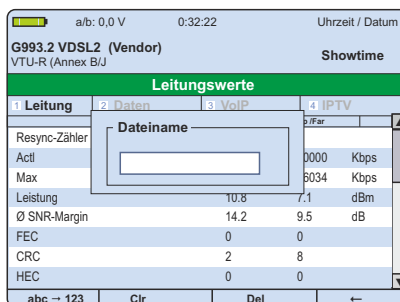 a/b: 0,0 V 0:32:22 Uhrzeit / Datum
G993.2 VDSL2 (Vendor)
VTU-R (Annex B/J
Showtime
Leitungswerte
1 Leitung 2 Daten 3 VoIP 4 IPTV
/Far
Dateiname
Resync-Zähler
Actl 0000 Kbps
Max 6034 Kbps
Leistung 10.8 7.1 dBm
Ø SNR-Margin 14.2 9.5 dB
FEC 0 0
CRC 2 8
HEC 0 0
abc → 123 Clr Del ←